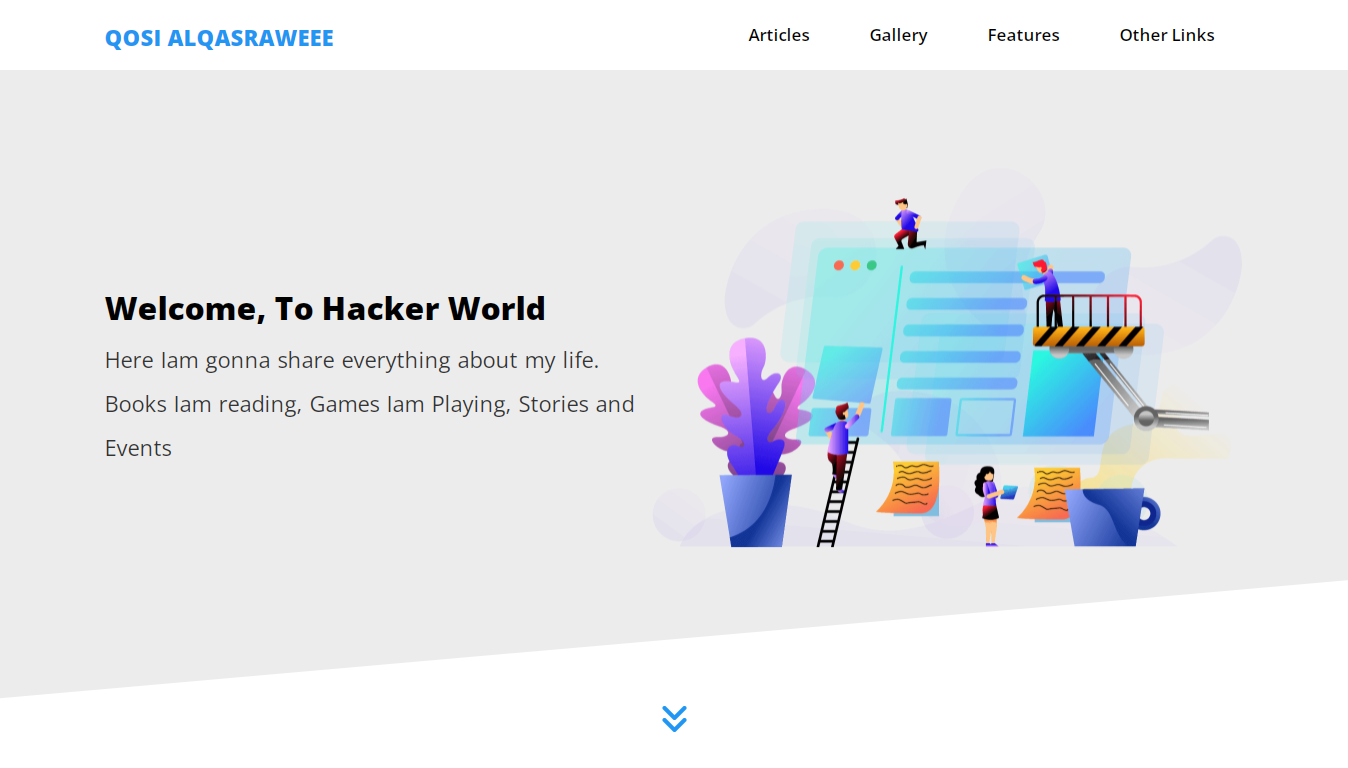 QOSI ALQASRAWEEE
Articles
Gallery
Features
Other Links
Welcome, To Hacker World
Here Iam gonna share everything about my life.
Books Iam reading, Games Iam Playing, Stories and
Events